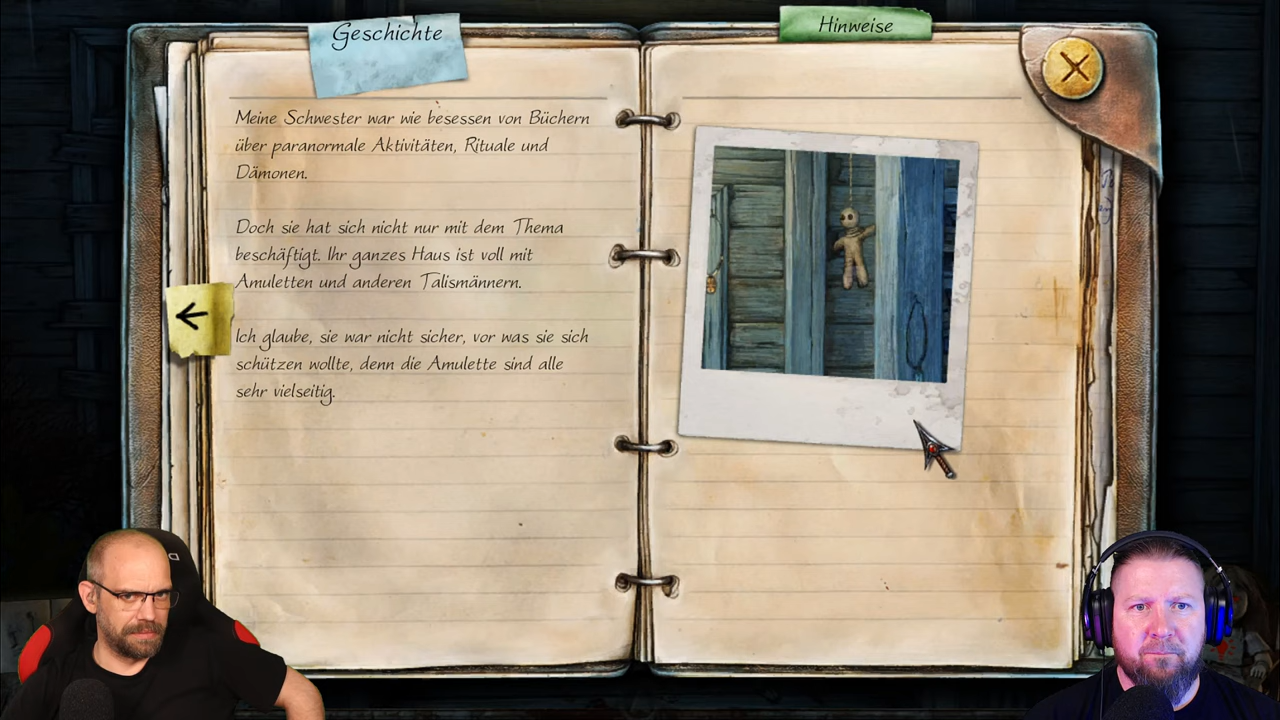 Geschichte
Hinweise
Meine Schwester war wie besessen von Büchern
über paranormale Aktivitäten, Rituale und
Dämonen.
Doch sie hat sich nicht nur mit dem Thema
beschäftigt. Ihr ganzes Haus ist voll mit
Amuletten und anderen Talismännern.
Ich glaube, sie war nicht sicher, vor was sie sich
schützen wollte, denn die Amulette sind alle
sehr vielseitig.